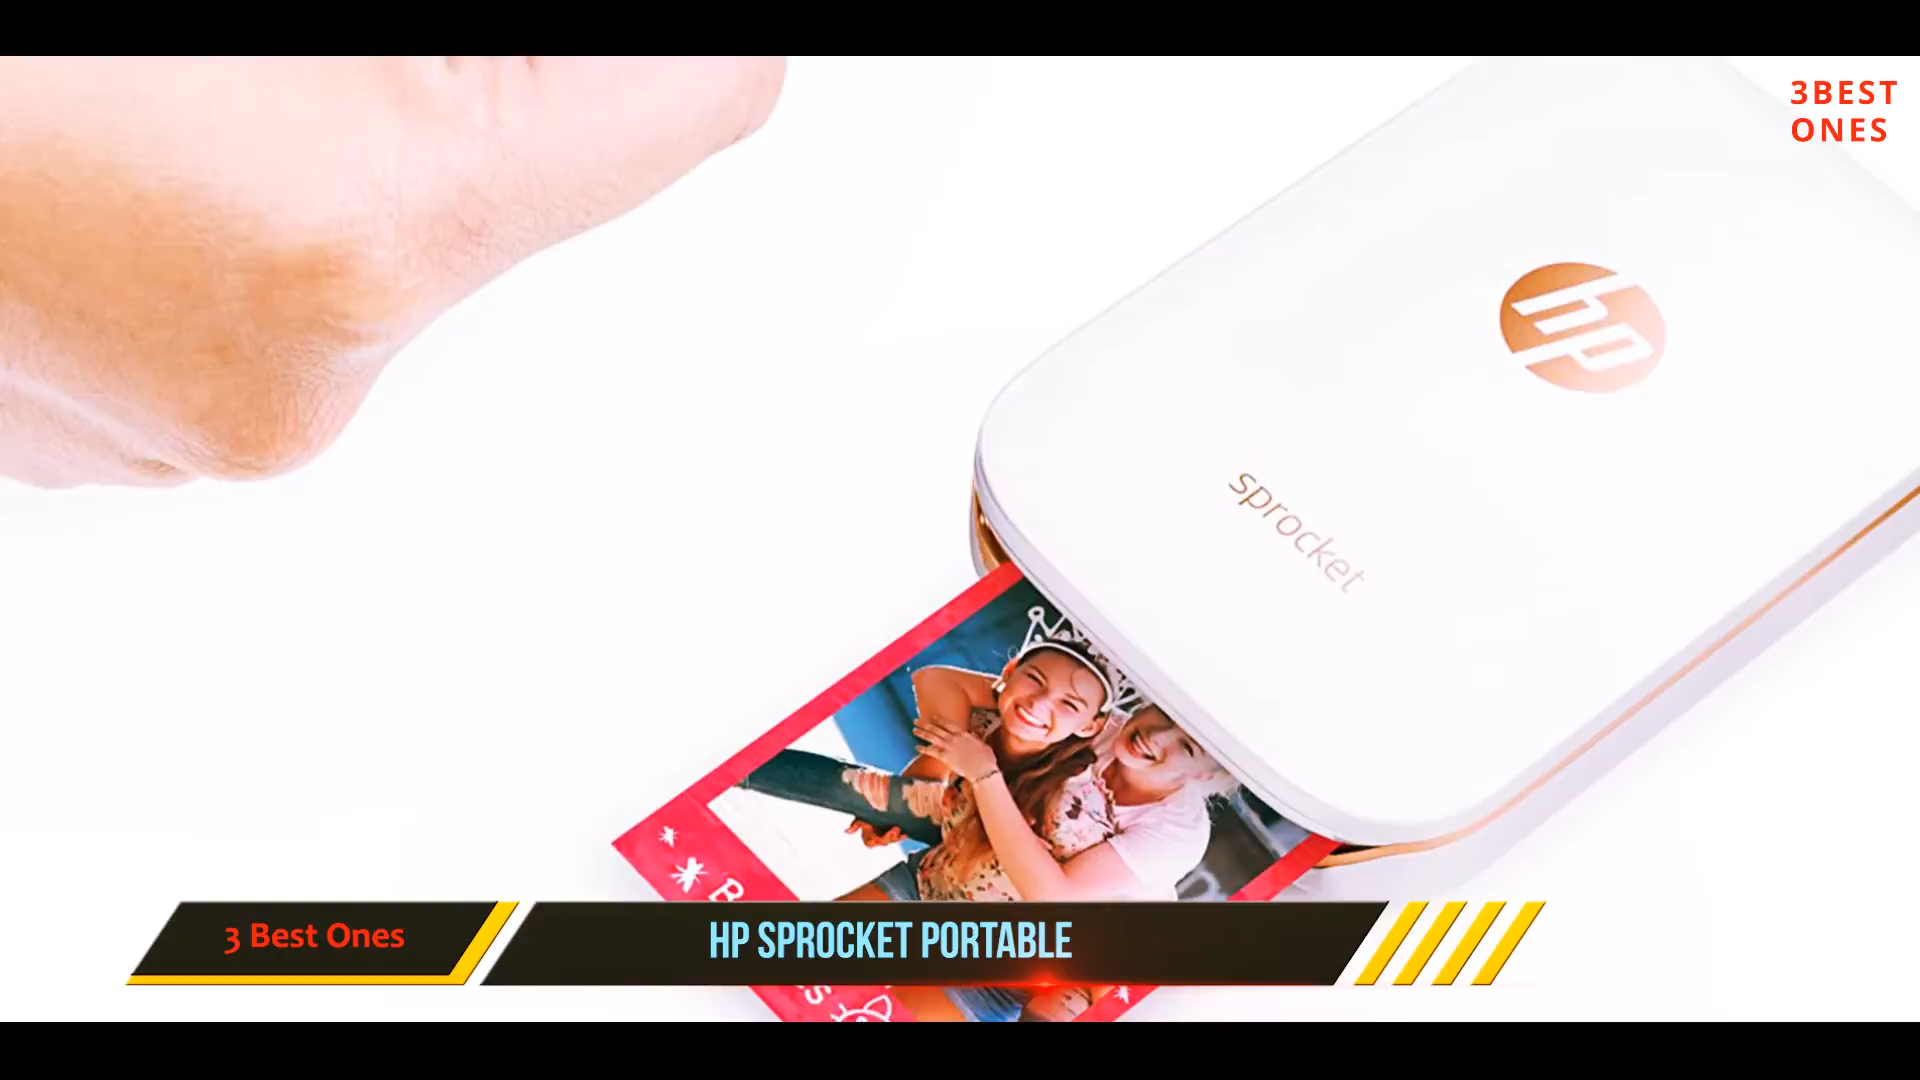 3BEST
ONES
hp
sprocket
B
s
3 Best Ones
HP SPROCKET PORTABLE